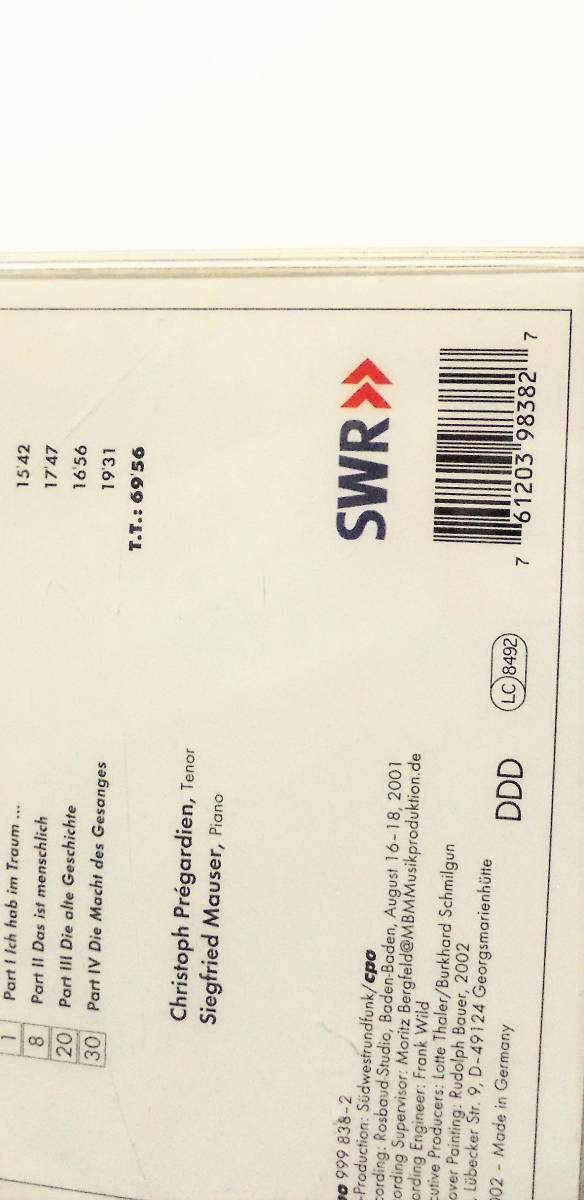 1 Part I Ich hab im Traum ... 15'42
8 Part II Das ist menschlich 17'47
20 Part III Die alte Geschichte 16'56
30 Part IV Die Macht des Gesanges 19'31
T.T.: 69'56
Christoph Prégardien, Tenor
Siegfried Mauser, Piano
999 838-2
-Production: Südwestrundfunk/cpo
ording: Rosbaud Studio, Baden-Baden, August 16-18, 2001
ording Supervisor: Moritz Bergfeld@MBMMusikproduktion.de
ording Engineer: Frank Wild
cutive Producers: Lotte Thaler/Burkhard Schmilgun
over Painting: Rudolph Bauer, 2002
, Lübecker Str. 9, D-49124 Georgsmarienhütte
002 – Made in Germany
DDD
LC 8492
SWR
7 61203 98382 7